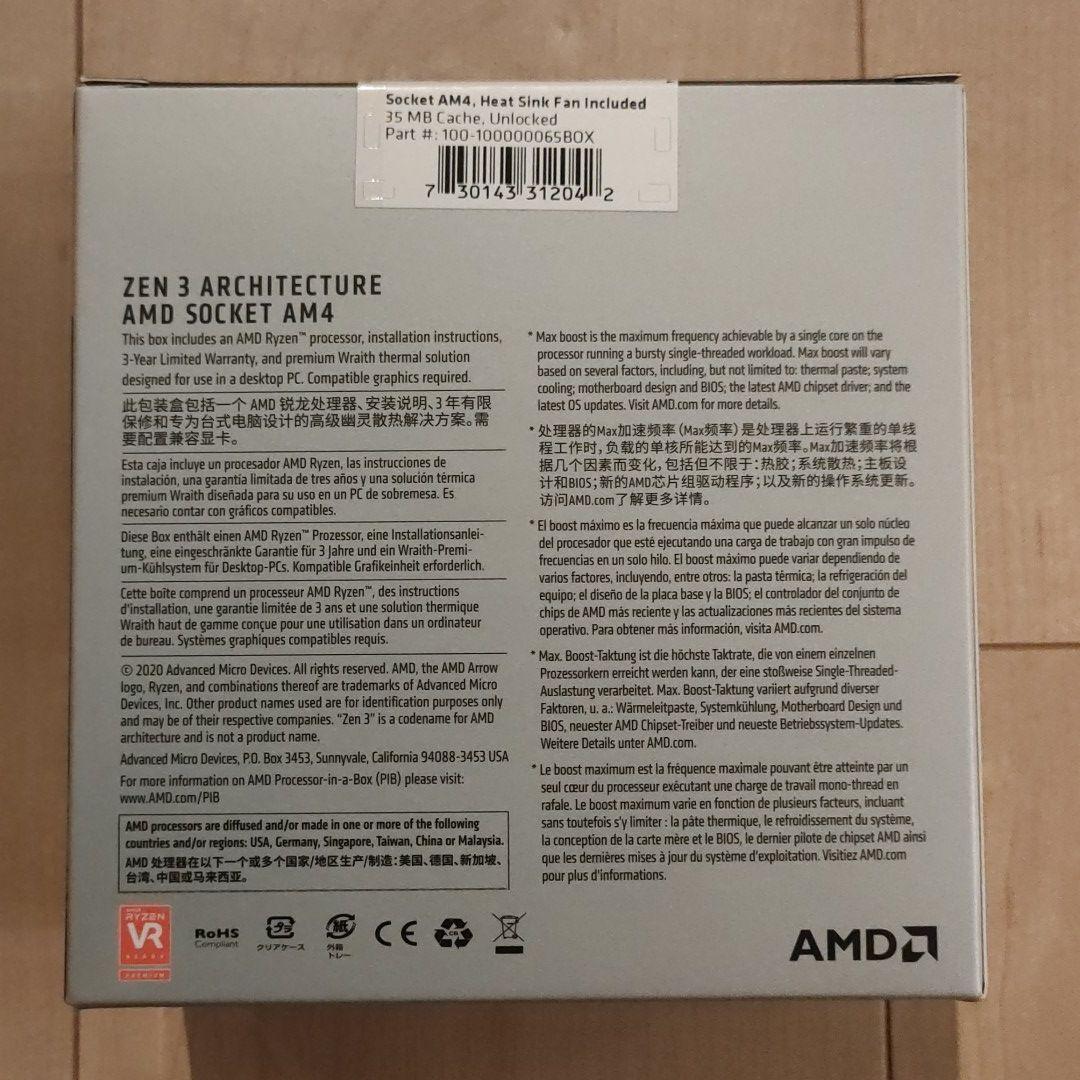 Socket AM4, Heat Sink Fan Included
35 MB Cache, Unlocked
Part #: 100-100000065BOX
7 30143 31204 2
ZEN 3 ARCHITECTURE
AMD SOCKET AM4
This box includes an AMD Ryzen™ processor, installation instructions,
3-Year Limited Warranty, and premium Wraith thermal solution
designed for use in a desktop PC. Compatible graphics required.
此包装盒包括一个 AMD 锐龙处理器、安装说明、3 年有限
保修和专为台式电脑设计的高级幽灵散热解决方案。需
要配置兼容显卡。
Esta caja incluye un procesador AMD Ryzen, las instrucciones de
instalación, una garantía limitada de tres años y una solución térmica
premium Wraith diseñada para su uso en un PC de sobremesa. Es
necesario contar con gráficos compatibles.
Diese Box enthält einen AMD Ryzen™ Prozessor, eine Installationsanlei-
tung, eine eingeschränkte Garantie für 3 Jahre und ein Wraith-Premi-
um-Kühlsystem für Desktop-PCs. Kompatible Grafikeinheit erforderlich.
Cette boîte comprend un processeur AMD Ryzen™, des instructions
d'installation, une garantie limitée de 3 ans et une solution thermique
Wraith haut de gamme conçue pour une utilisation dans un ordinateur
de bureau. Systèmes graphiques compatibles requis.
© 2020 Advanced Micro Devices. All rights reserved. AMD, the AMD Arrow
logo, Ryzen, and combinations thereof are trademarks of Advanced Micro
Devices, Inc. Other product names used are for identification purposes only
and may be of their respective companies. "Zen 3" is a codename for AMD
architecture and is not a product name.
Advanced Micro Devices, P.O. Box 3453, Sunnyvale, California 94088-3453 USA
For more information on AMD Processor-in-a-Box (PIB) please visit:
www.AMD.com/PIB
AMD processors are diffused and/or made in one or more of the following
countries and/or regions: USA, Germany, Singapore, Taiwan, China or Malaysia.
AMD 处理器在以下一个或多个国家/地区生产/制造：美国、德国、新加坡、
台湾、中国或马来西亚。
* Max boost is the maximum frequency achievable by a single core on the
processor running a bursty single-threaded workload. Max boost will vary
based on several factors, including, but not limited to: thermal paste; system
cooling; motherboard design and BIOS; the latest AMD chipset driver; and the
latest OS updates. Visit AMD.com for more details.
* 处理器的Max加速频率（Max频率）是处理器上运行繁重的单线
程工作时，负载的单核所能达到的Max频率。Max加速频率将根
据几个因素而变化，包括但不限于：热胶；系统散热；主板设
计和BIOS；新的AMD芯片组驱动程序；以及新的操作系统更新。
访问AMD.com了解更多详情。
* El boost máximo es la frecuencia máxima que puede alcanzar un solo núcleo
del procesador que esté ejecutando una carga de trabajo con gran impulso de
frecuencias en un solo hilo. El boost máximo puede variar dependiendo de
varios factores, incluyendo, entre otros: la pasta térmica; la refrigeración del
equipo; el diseño de la placa base y la BIOS; el controlador del conjunto de
chips de AMD más reciente y las actualizaciones más recientes del sistema
operativo. Para obtener más información, visita AMD.com.
* Max. Boost-Taktung ist die höchste Taktrate, die von einem einzelnen
Prozessorkern erreicht werden kann, der eine stoßweise Single-Threaded-
Auslastung verarbeitet. Max. Boost-Taktung variiert aufgrund diverser
Faktoren, u. a.: Wärmeleitpaste, Systemkühlung, Motherboard Design und
BIOS, neuester AMD Chipset-Treiber und neueste Betriebssystem-Updates.
Weitere Details unter AMD.com.
* Le boost maximum est la fréquence maximale pouvant être atteinte par un
seul cœur du processeur exécutant une charge de travail mono-thread en
rafale. Le boost maximum varie en fonction de plusieurs facteurs, incluant
sans toutefois s'y limiter : la pâte thermique, le refroidissement du système,
la conception de la carte mère et le BIOS, le dernier pilote de chipset AMD ainsi
que les dernières mises à jour du système d'exploitation. Visitiez AMD.com
pour plus d'informations.
AMD
RYZEN
VR
READY
PREMIUM
RoHS
Compliant
プラ
クリアケース
紙
外箱
トレー
CE
AMD